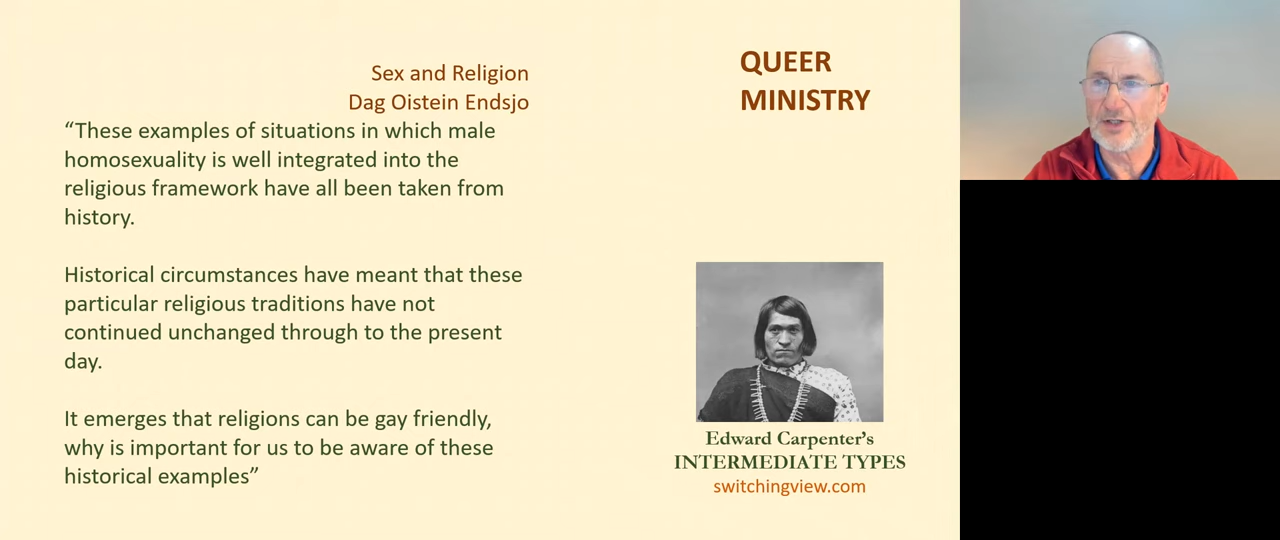 Sex and Religion
Dag Oistein Endsjo
“These examples of situations in which male
homosexuality is well integrated into the
religious framework have all been taken from
history.
Historical circumstances have meant that these
particular religious traditions have not
continued unchanged through to the present
day.
It emerges that religions can be gay friendly,
why is important for us to be aware of these
historical examples”
QUEER
MINISTRY
Edward Carpenter’s
INTERMEDIATE TYPES
switchingview.com